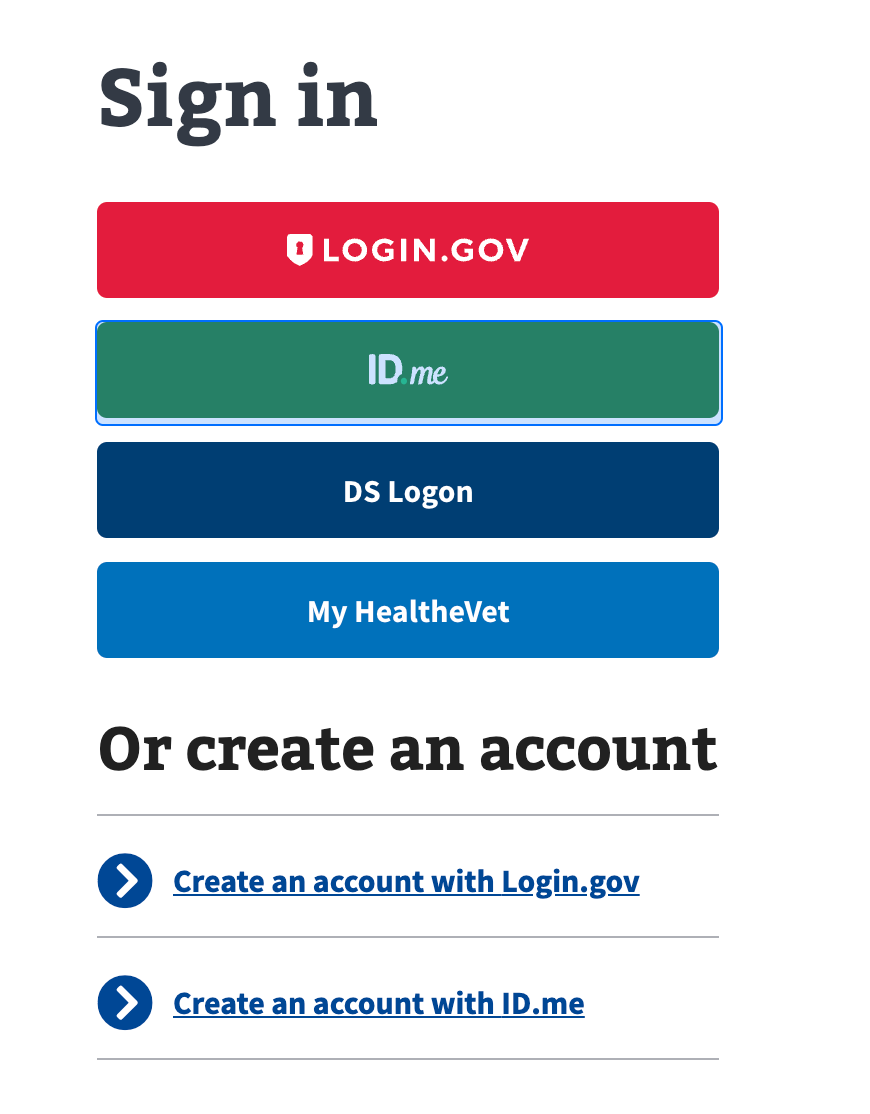 Sign in
LOGIN.GOV
ID.me
DS Logon
My HealtheVet
Or create an account
Create an account with Login.gov
Create an account with ID.me